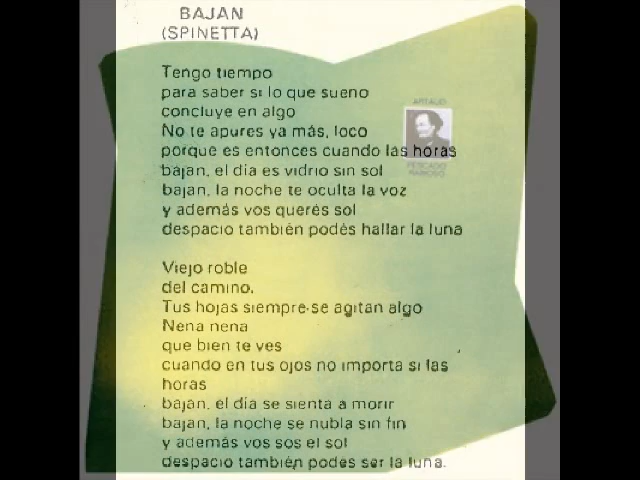 BAJAN
(SPINETTA)
Tengo tiempo
para saber si lo que sueno
concluye en algo
No te apures ya más, loco
porque es entonces cuando las horas
bajan, el día es vidrio sin sol
bajan, la noche te oculta la voz
y además vos querés sol
despacio también podés hallar la luna
Viejo roble
del camino.
Tus hojas siempre se agitan algo
Nena nena
que bien te ves
cuando en tus ojos no importa si las
horas
bajan, el día se sienta a morir
bajan, la noche se nubla sin fin
y además vos sos el sol
despacio también podés ser la luna.
ARTAUD
PESCADO
RABIOSO